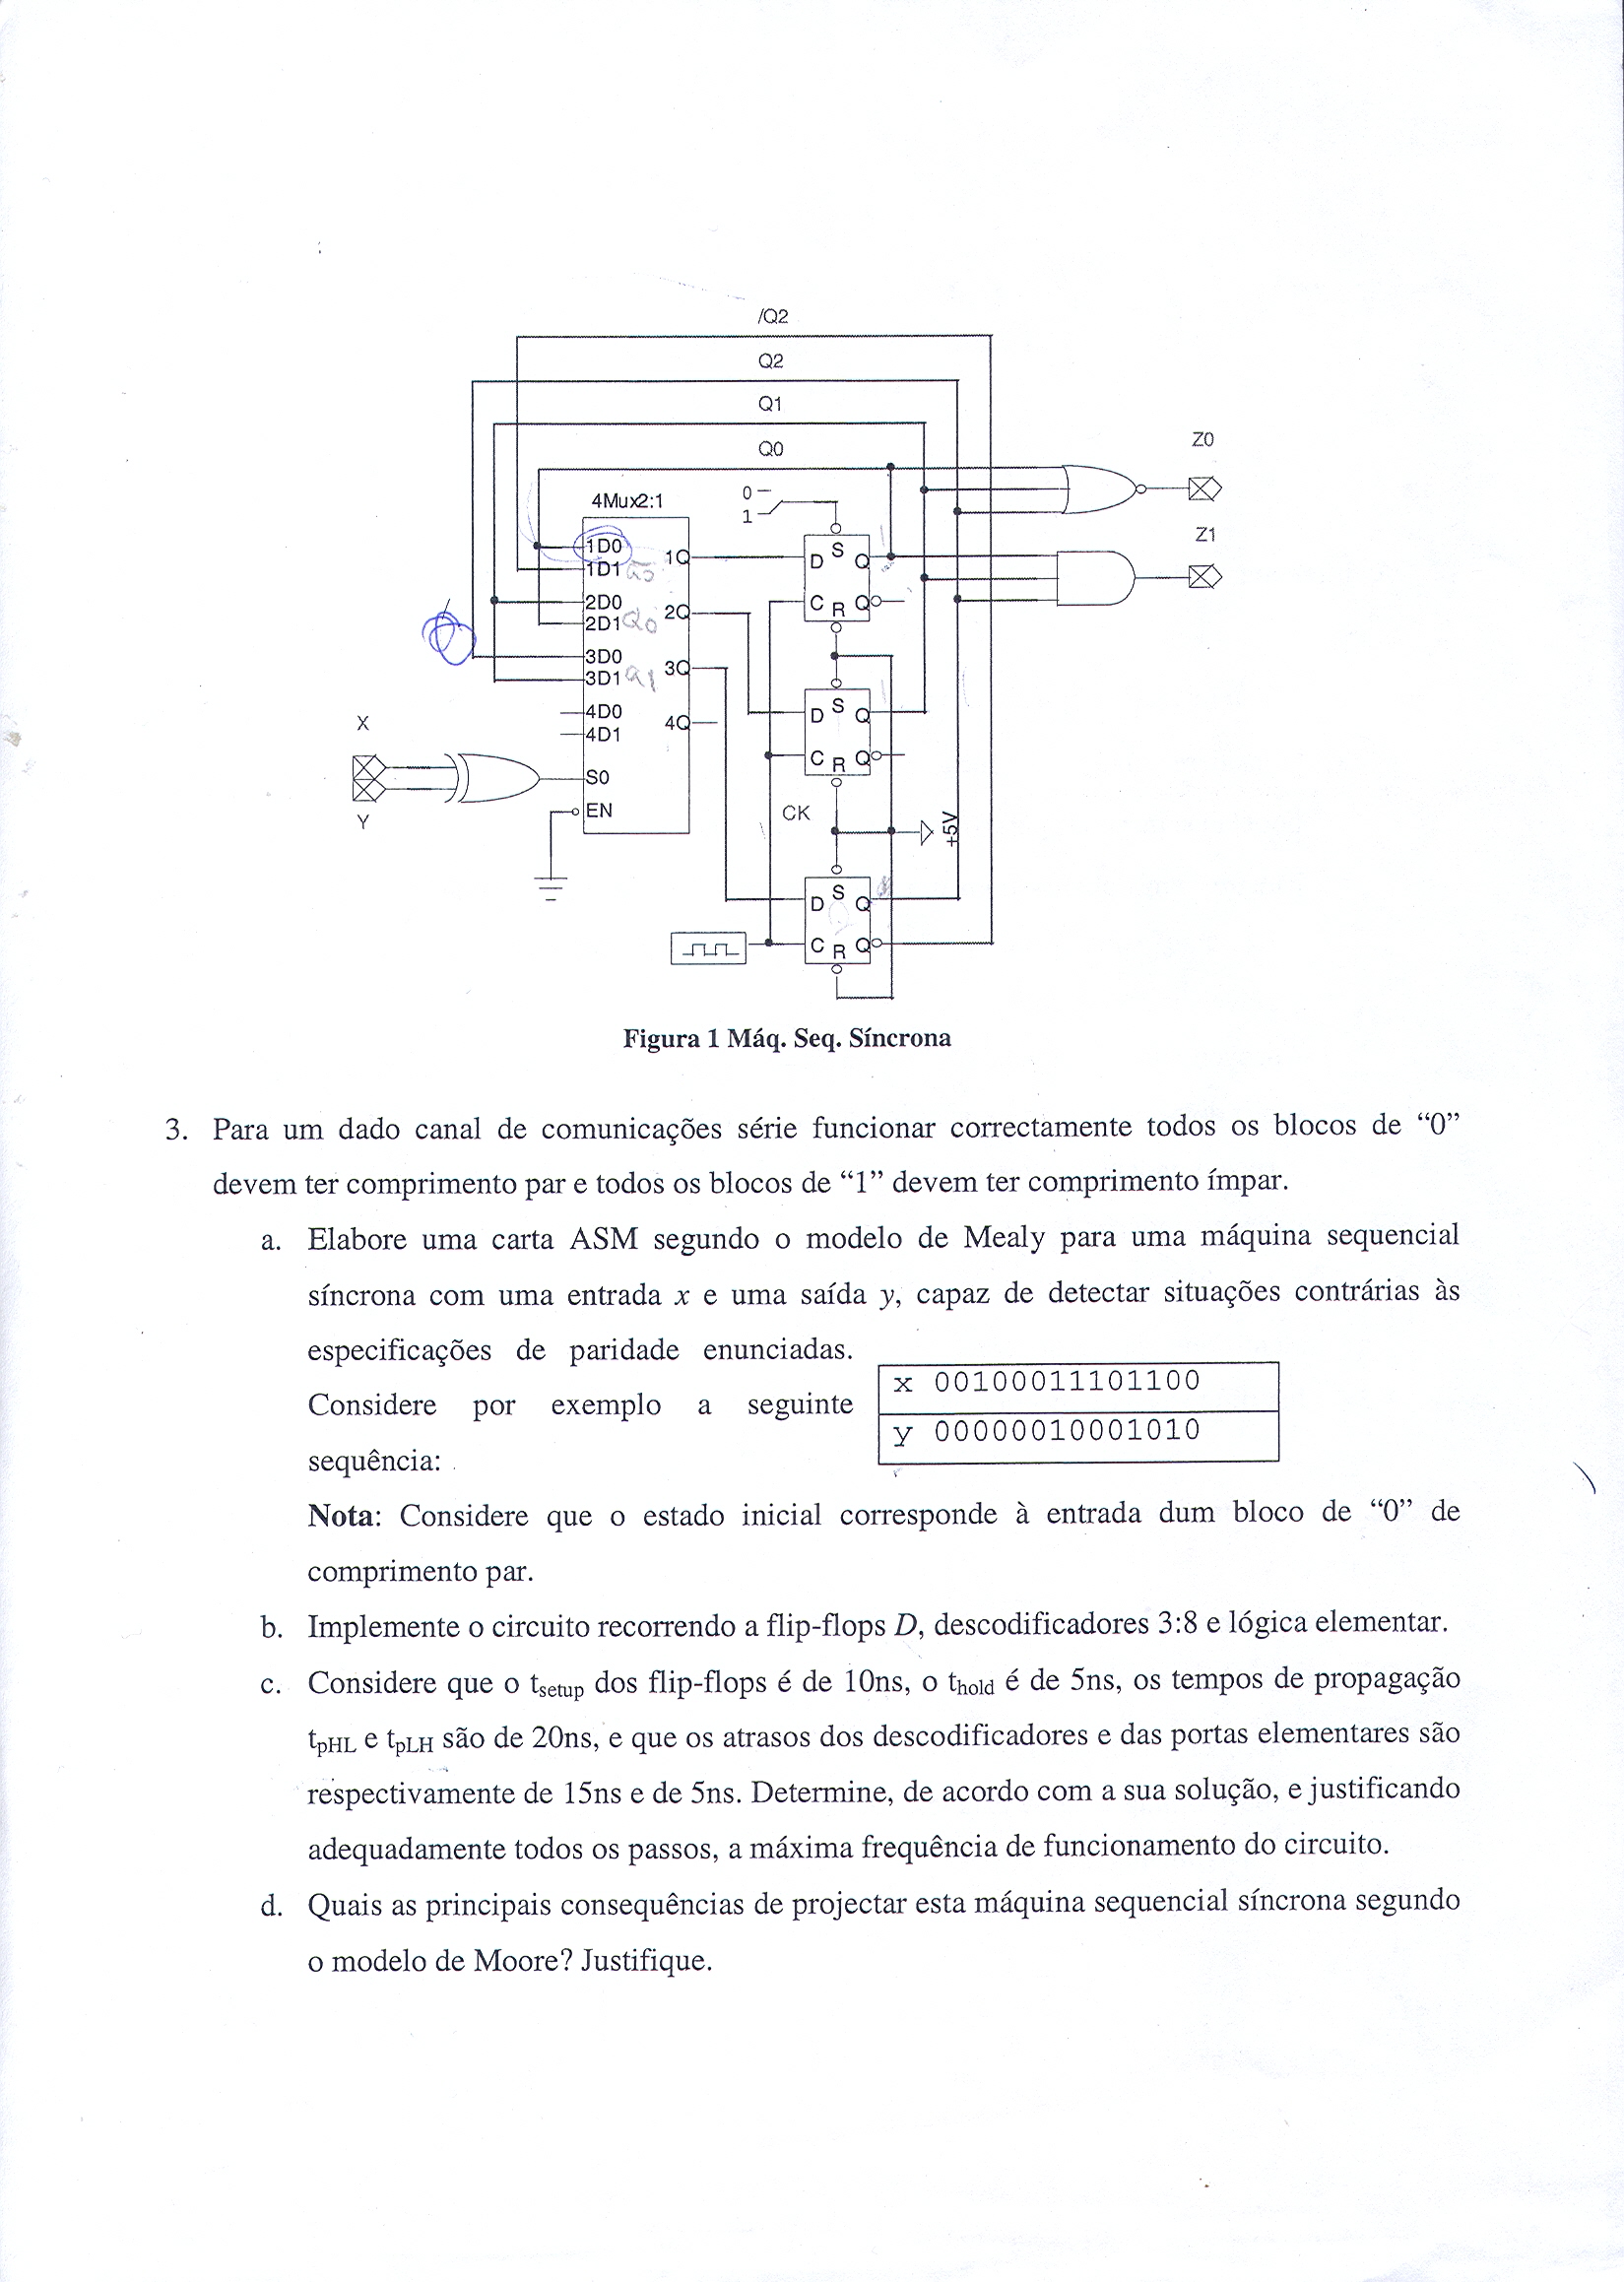 /Q2
Q2
Q1
Q0
Z0
4Mux2:1
0
1
Z1
1D0
1D1
2D0
2D1 Q0
3D0
3D1 Q1
4D0
4D1
S0
EN
1Q
2Q
3Q
4Q
X
Y
D S Q
C R Q
D S Q
C R Q
CK
+5V
D S Q
C R Q
Figura 1 Máq. Seq. Síncrona
3. Para um dado canal de comunicações série funcionar correctamente todos os blocos de “0”
devem ter comprimento par e todos os blocos de “1” devem ter comprimento ímpar.
a. Elabore uma carta ASM segundo o modelo de Mealy para uma máquina sequencial
síncrona com uma entrada x e uma saída y, capaz de detectar situações contrárias às
especificações de paridade enunciadas.
Considere por exemplo a seguinte
sequência:
x 00100011101100
y 00000010001010
Nota: Considere que o estado inicial corresponde à entrada dum bloco de “0” de
comprimento par.
b. Implemente o circuito recorrendo a flip-flops D, descodificadores 3:8 e lógica elementar.
c. Considere que o tsetup dos flip-flops é de 10ns, o thold é de 5ns, os tempos de propagação
tpHL e tpLH são de 20ns, e que os atrasos dos descodificadores e das portas elementares são
respectivamente de 15ns e de 5ns. Determine, de acordo com a sua solução, e justificando
adequadamente todos os passos, a máxima frequência de funcionamento do circuito.
d. Quais as principais consequências de projectar esta máquina sequencial síncrona segundo
o modelo de Moore? Justifique.